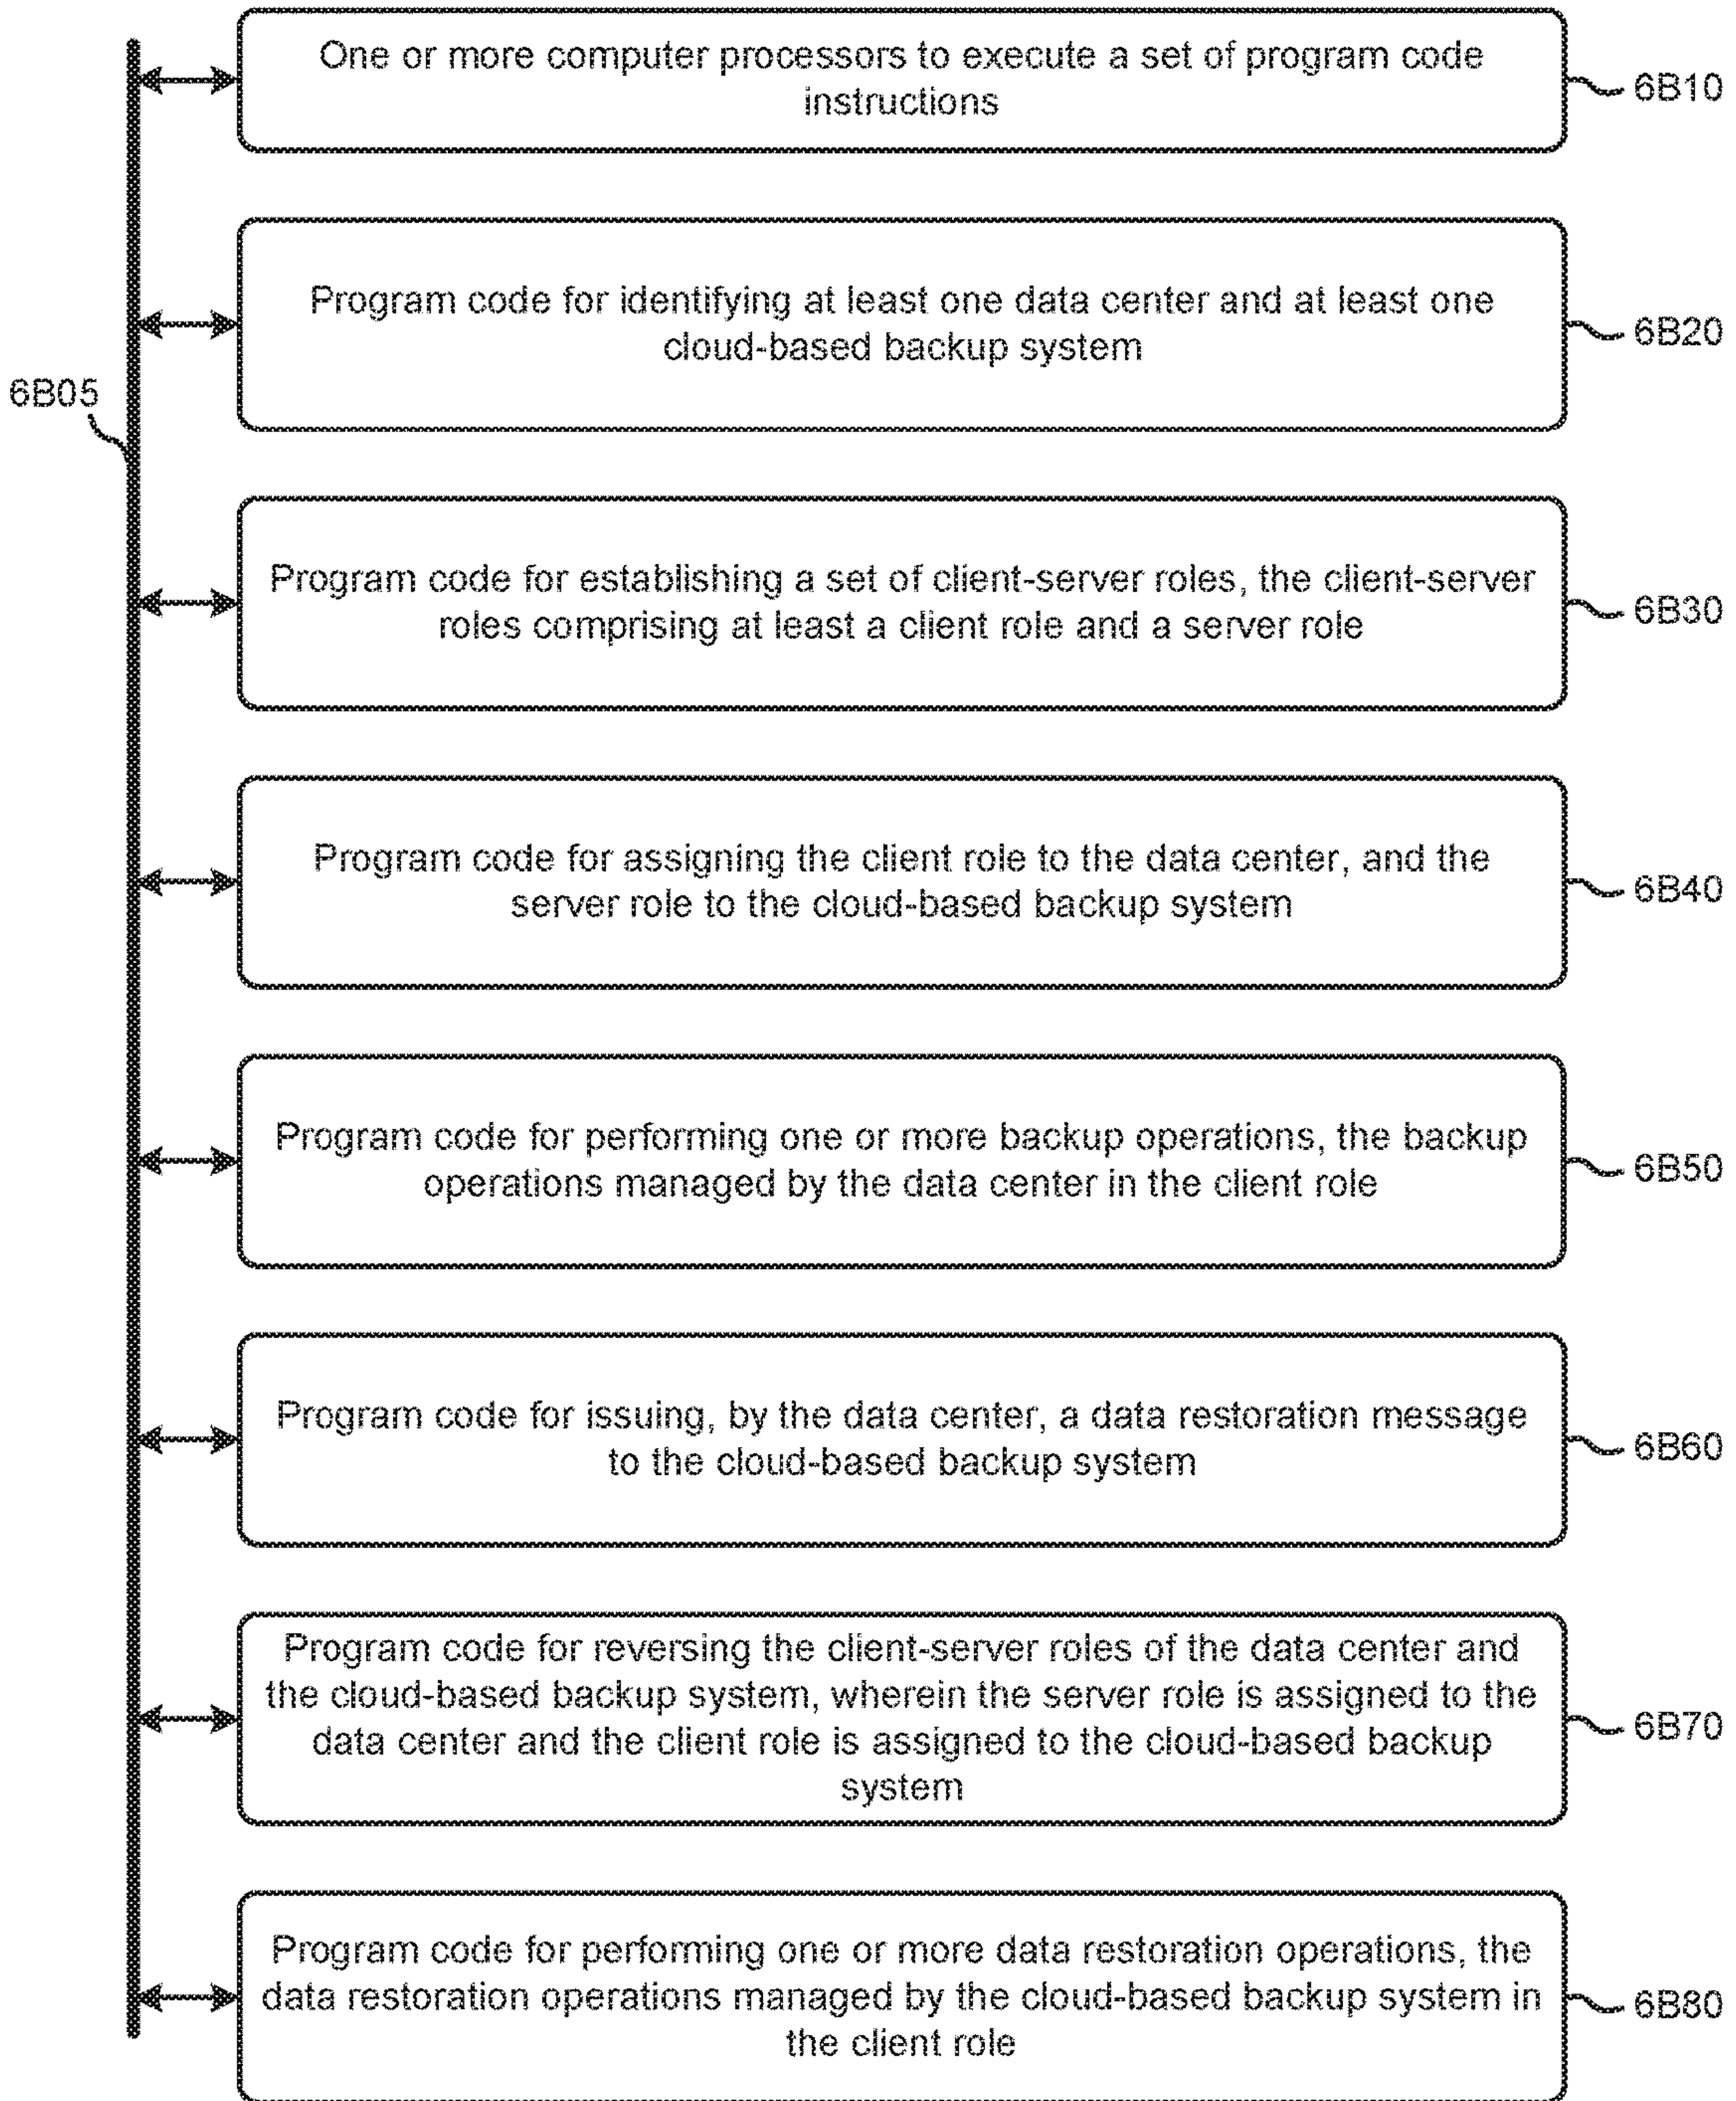 One or more computer processors to execute a set of program code
instructions
6B10
Program code for identifying at least one data center and at least one
cloud-based backup system
6B20
6B05
Program code for establishing a set of client-server roles, the client-server
roles comprising at least a client role and a server role
6B30
Program code for assigning the client role to the data center, and the
server role to the cloud-based backup system
6B40
Program code for performing one or more backup operations, the backup
operations managed by the data center in the client role
6B50
Program code for issuing, by the data center, a data restoration message
to the cloud-based backup system
6B60
Program code for reversing the client-server roles of the data center and
the cloud-based backup system, wherein the server role is assigned to the
data center and the client role is assigned to the cloud-based backup
system
6B70
Program code for performing one or more data restoration operations, the
data restoration operations managed by the cloud-based backup system in
the client role
6B80